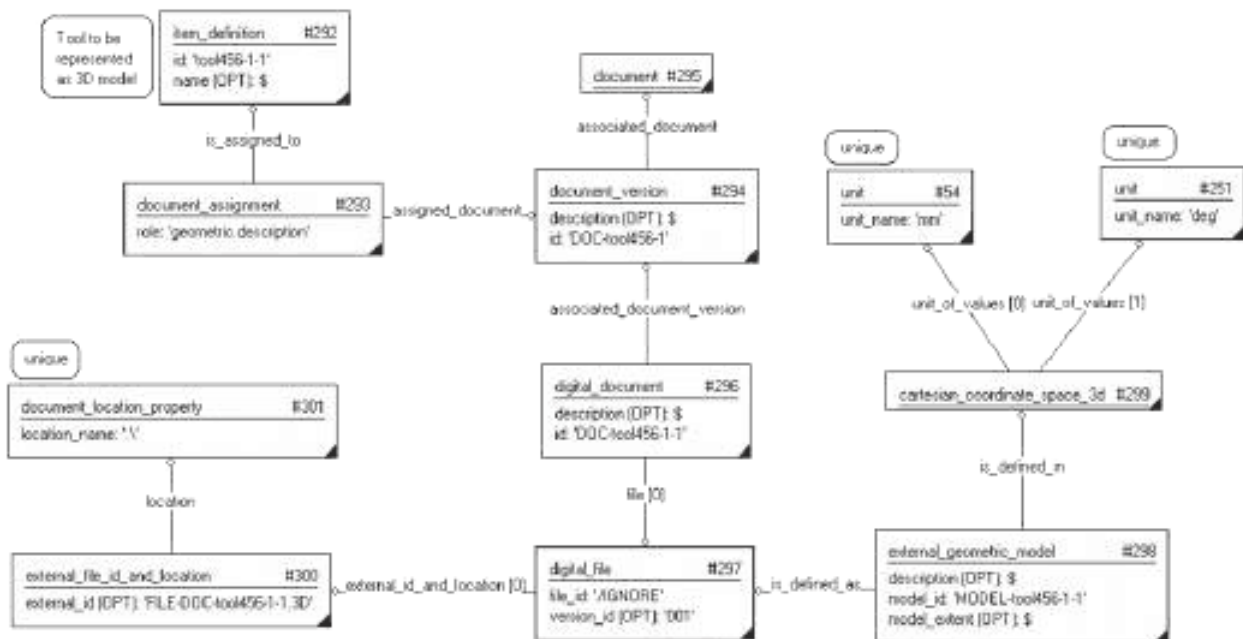 Tool to be
represented
as 3D model
item_definition #292
id: 'tool456-1-1'
name (OPT): $
document #295
is_assigned_to
associated_document
unique
unique
document_assignment #293
role: 'geometric description'
assigned_document
document_version #294
description (OPT): $
id: 'DOC-tool456-1'
unit #54
unit_name: 'mm'
unit #251
unit_name: 'deg'
associated_document_version
unit_of_values [0]
unit_of_values [1]
unique
document_location_property #301
location_name: '.\'
digital_document #296
description (OPT): $
id: 'DOC-tool456-1-1'
cartesian_coordinate_space_3d #299
location
file [0]
is_defined_in
external_file_id_and_location #300
external_id (OPT): 'FILE-DOC-tool456-1-1.3D'
external_id_and_location [0]
digital_file #297
file_id: '/IGNORE'
version_id (OPT): '001'
is_defined_as
external_geometric_model #298
description (OPT): $
model_id: 'MODEL-tool456-1-1'
model_extent (OPT): $